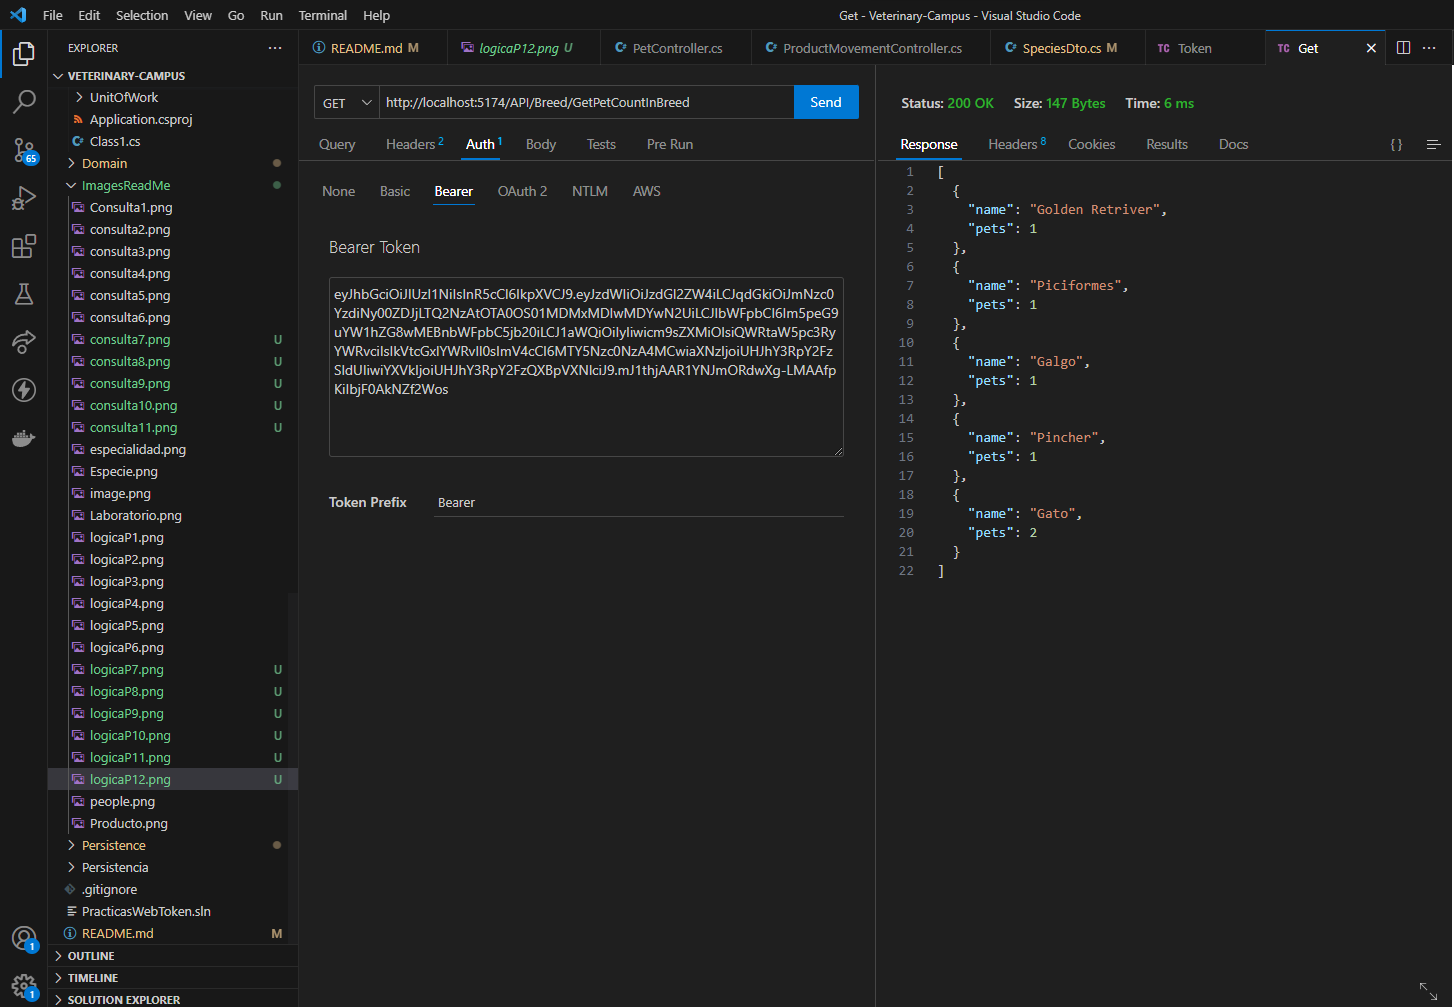 File Edit Selection View Go Run Terminal Help
Get - Veterinary-Campus - Visual Studio Code
EXPLORER
VETERINARY-CAMPUS
UnitOfWork
Application.csproj
Class1.cs
Domain
ImagesReadMe
Consulta1.png
consulta2.png
consulta3.png
consulta4.png
consulta5.png
consulta6.png
consulta7.png U
consulta8.png U
consulta9.png U
consulta10.png U
consulta11.png U
especialidad.png
Especie.png
image.png
Laboratorio.png
logicaP1.png
logicaP2.png
logicaP3.png
logicaP4.png
logicaP5.png
logicaP6.png
logicaP7.png U
logicaP8.png U
logicaP9.png U
logicaP10.png U
logicaP11.png U
logicaP12.png U
people.png
Producto.png
Persistence
Persistencia
.gitignore
PracticasWebToken.sln
README.md M
OUTLINE
TIMELINE
SOLUTION EXPLORER
65
1
1
README.md M
logicaP12.png U
PetController.cs
ProductMovementController.cs
SpeciesDto.cs M
TC Token
TC Get
GET http://localhost:5174/API/Breed/GetPetCountInBreed Send
Query Headers 2 Auth 1 Body Tests Pre Run
None Basic Bearer OAuth 2 NTLM AWS
Bearer Token
Token Prefix Bearer
Status: 200 OK Size: 147 Bytes Time: 6 ms
Response Headers 8 Cookies Results Docs { }
1 [
2 {
3 "name": "Golden Retriver",
4 "pets": 1
5 },
6 {
7 "name": "Piciformes",
8 "pets": 1
9 },
10 {
11 "name": "Galgo",
12 "pets": 1
13 },
14 {
15 "name": "Pincher",
16 "pets": 1
17 },
18 {
19 "name": "Gato",
20 "pets": 2
21 }
22 ]